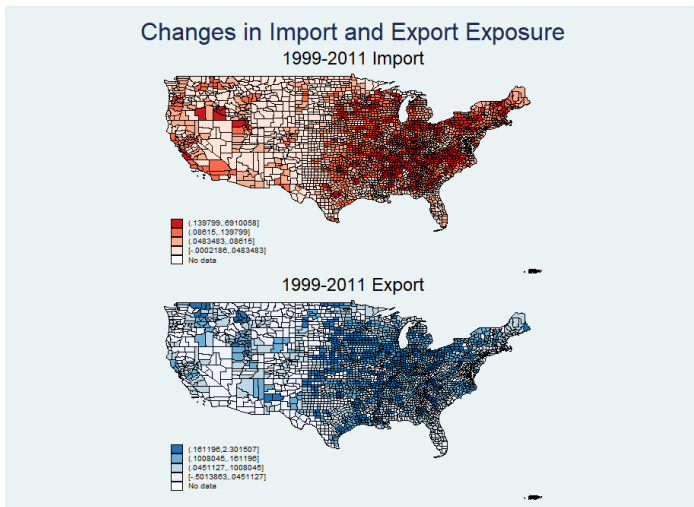 Changes in Import and Export Exposure
1999-2011 Import
(.139799,.6910058]
(.08615,.139799]
(.0483483,.08615]
[-.0002186,.0483483]
No data
1999-2011 Export
(.161196,2.301507]
(.1008045,.161196]
(.0451127,.1008045]
[-.5013863,.0451127]
No data